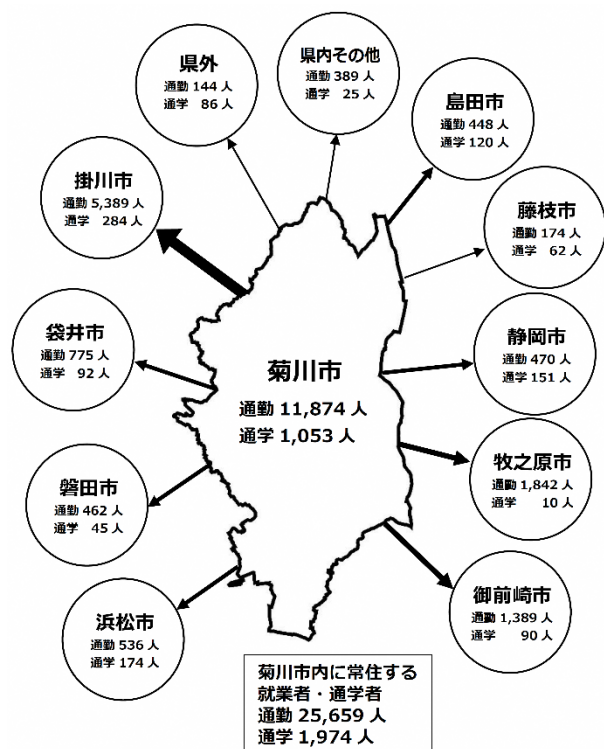 県外
通勤 144 人
通学 86 人
県内その他
通勤 389 人
通学 25 人
島田市
通勤 448 人
通学 120 人
掛川市
通勤 5,389 人
通学 284 人
藤枝市
通勤 174 人
通学 62 人
袋井市
通勤 775 人
通学 92 人
菊川市
通勤 11,874 人
通学 1,053 人
静岡市
通勤 470 人
通学 151 人
牧之原市
通勤 1,842 人
通学 10 人
磐田市
通勤 462 人
通学 45 人
御前崎市
通勤 1,389 人
通学 90 人
浜松市
通勤 536 人
通学 174 人
菊川市内に常住する
就業者・通学者
通勤 25,659 人
通学 1,974 人